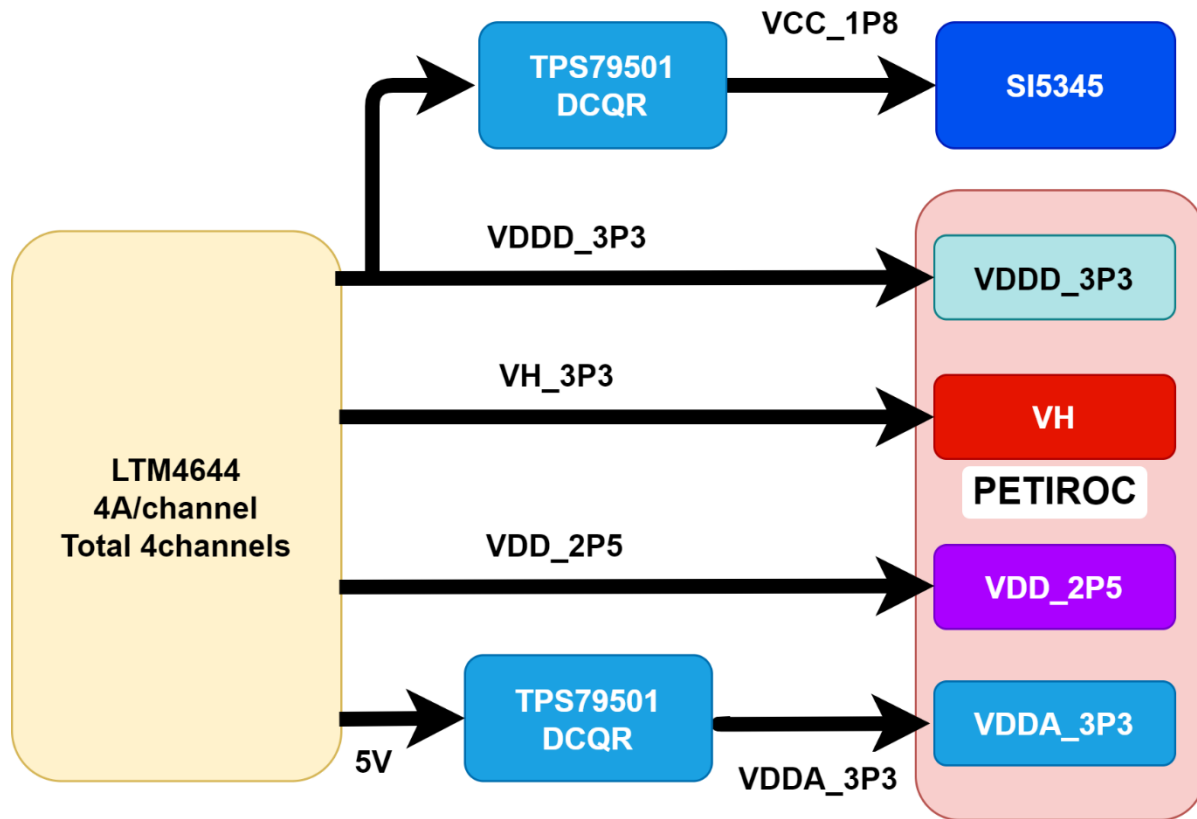 VCC_1P8
TPS79501
DCQR
SI5345
VDDD_3P3
VDDD_3P3
VH_3P3
VH
LTM4644
4A/channel
Total 4channels
PETIROC
VDD_2P5
VDD_2P5
5V
TPS79501
DCQR
VDDA_3P3
VDDA_3P3